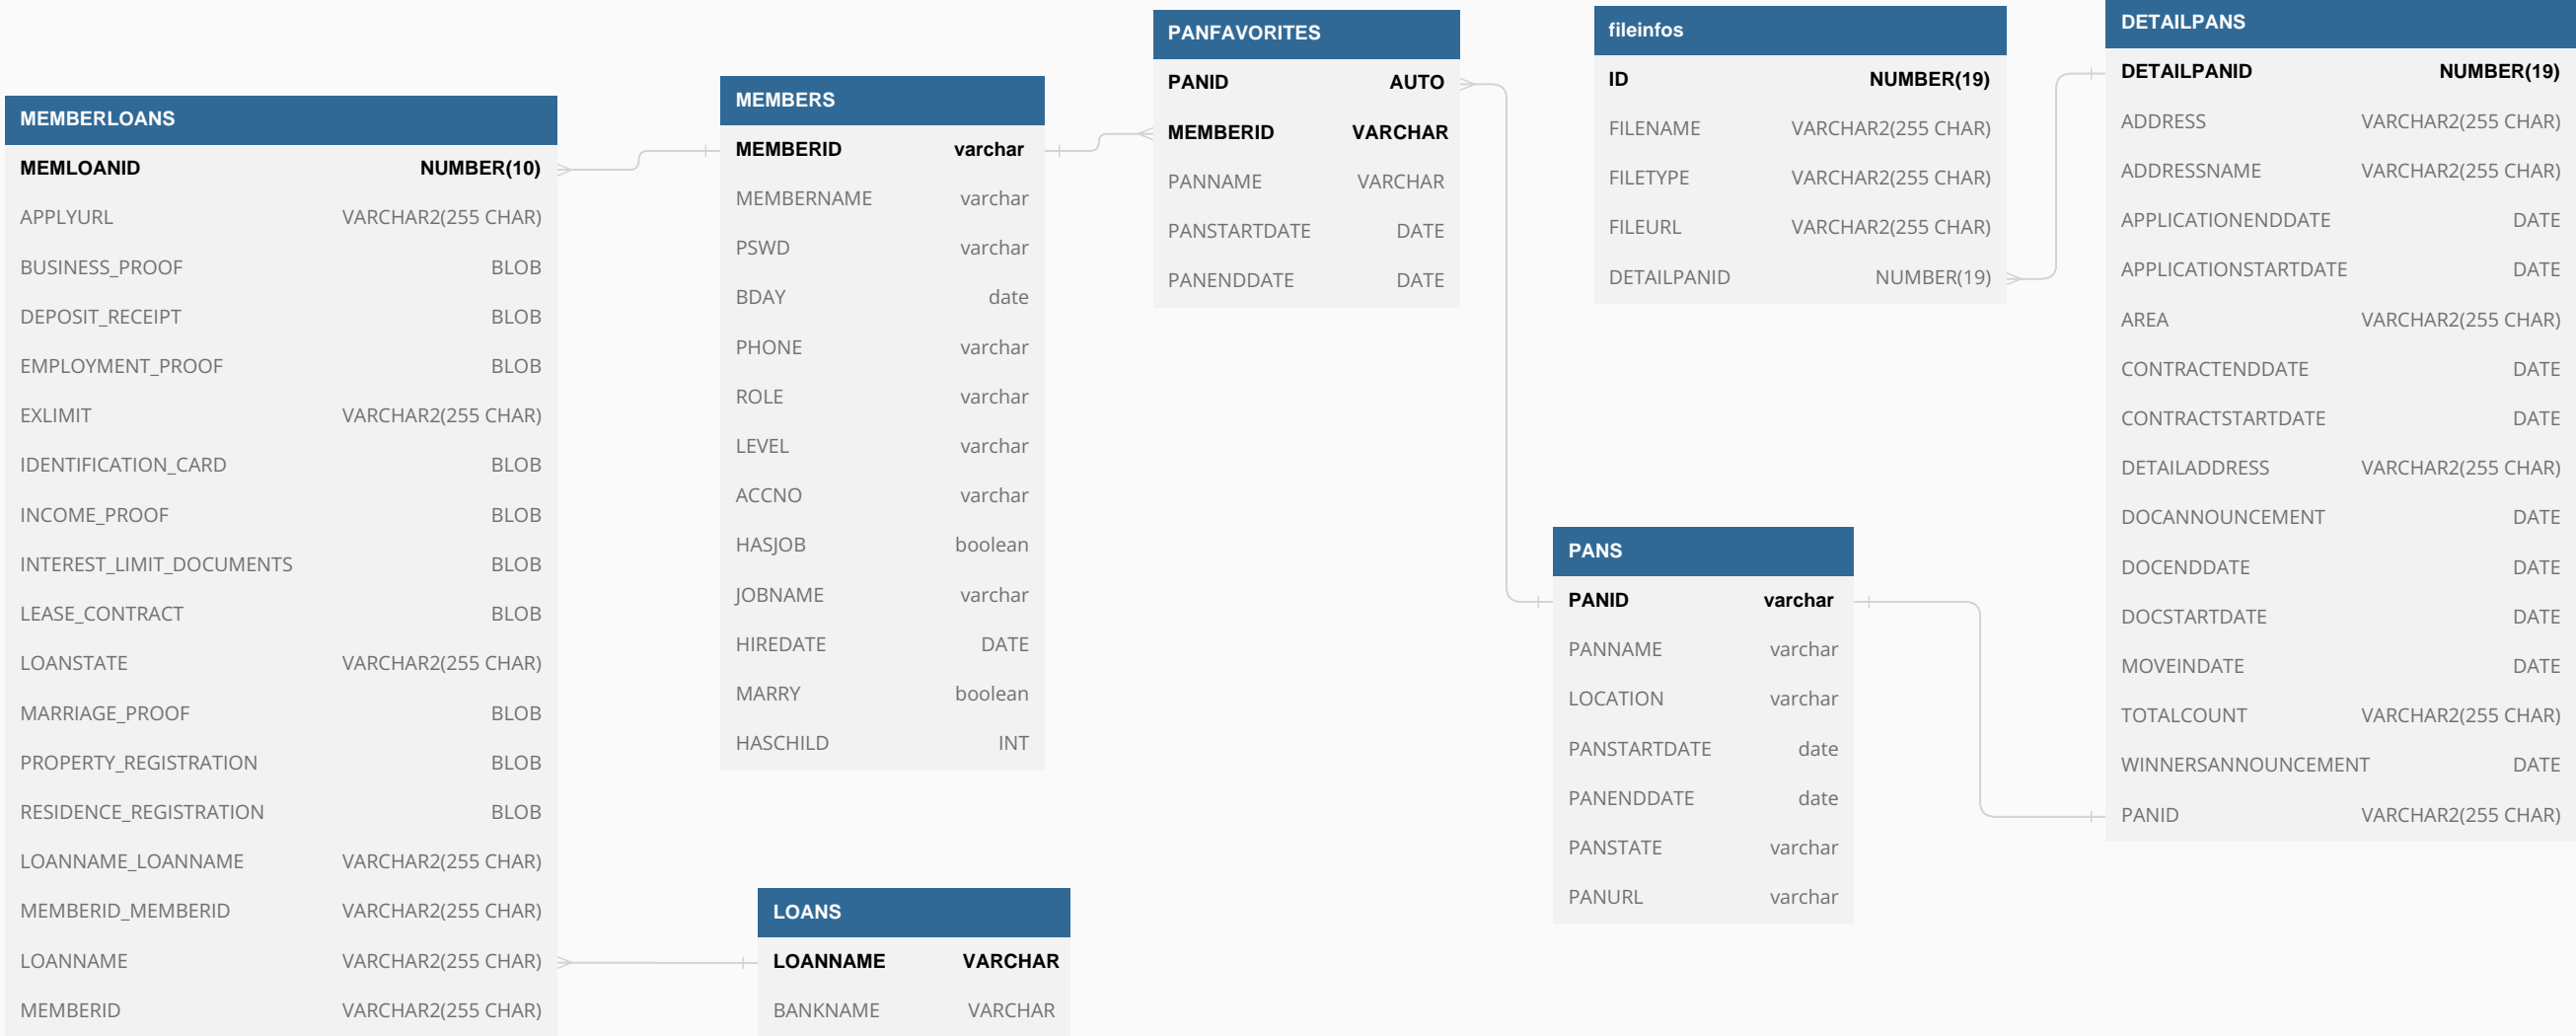 MEMBERLOANS
MEMLOANID NUMBER(10)
APPLYURL VARCHAR2(255 CHAR)
BUSINESS_PROOF BLOB
DEPOSIT_RECEIPT BLOB
EMPLOYMENT_PROOF BLOB
EXLIMIT VARCHAR2(255 CHAR)
IDENTIFICATION_CARD BLOB
INCOME_PROOF BLOB
INTEREST_LIMIT_DOCUMENTS BLOB
LEASE_CONTRACT BLOB
LOANSTATE VARCHAR2(255 CHAR)
MARRIAGE_PROOF BLOB
PROPERTY_REGISTRATION BLOB
RESIDENCE_REGISTRATION BLOB
LOANNAME_LOANNAME VARCHAR2(255 CHAR)
MEMBERID_MEMBERID VARCHAR2(255 CHAR)
LOANNAME VARCHAR2(255 CHAR)
MEMBERID VARCHAR2(255 CHAR)
MEMBERS
MEMBERID varchar
MEMBERNAME varchar
PSWD varchar
BDAY date
PHONE varchar
ROLE varchar
LEVEL varchar
ACCNO varchar
HASJOB boolean
JOBNAME varchar
HIREDATE DATE
MARRY boolean
HASCHILD INT
LOANS
LOANNAME VARCHAR
BANKNAME VARCHAR
PANFAVORITES
PANID AUTO
MEMBERID VARCHAR
PANNAME VARCHAR
PANSTARTDATE DATE
PANENDDATE DATE
fileinfos
ID NUMBER(19)
FILENAME VARCHAR2(255 CHAR)
FILETYPE VARCHAR2(255 CHAR)
FILEURL VARCHAR2(255 CHAR)
DETAILPANID NUMBER(19)
PANS
PANID varchar
PANNAME varchar
LOCATION varchar
PANSTARTDATE date
PANENDDATE date
PANSTATE varchar
PANURL varchar
DETAILPANS
DETAILPANID NUMBER(19)
ADDRESS VARCHAR2(255 CHAR)
ADDRESSNAME VARCHAR2(255 CHAR)
APPLICATIONENDDATE DATE
APPLICATIONSTARTDATE DATE
AREA VARCHAR2(255 CHAR)
CONTRACTENDDATE DATE
CONTRACTSTARTDATE DATE
DETAILADDRESS VARCHAR2(255 CHAR)
DOCANNOUNCEMENT DATE
DOCENDDATE DATE
DOCSTARTDATE DATE
MOVEINDATE DATE
TOTALCOUNT VARCHAR2(255 CHAR)
WINNERSANNOUNCEMENT DATE
PANID VARCHAR2(255 CHAR)